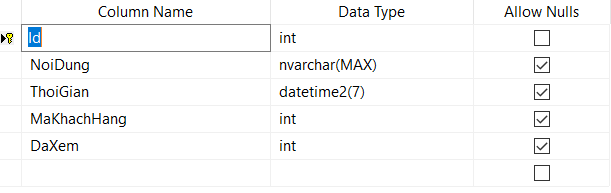 Column Name Data Type Allow Nulls
Id int
NoiDung nvarchar(MAX)
ThoiGian datetime2(7)
MaKhachHang int
DaXem int